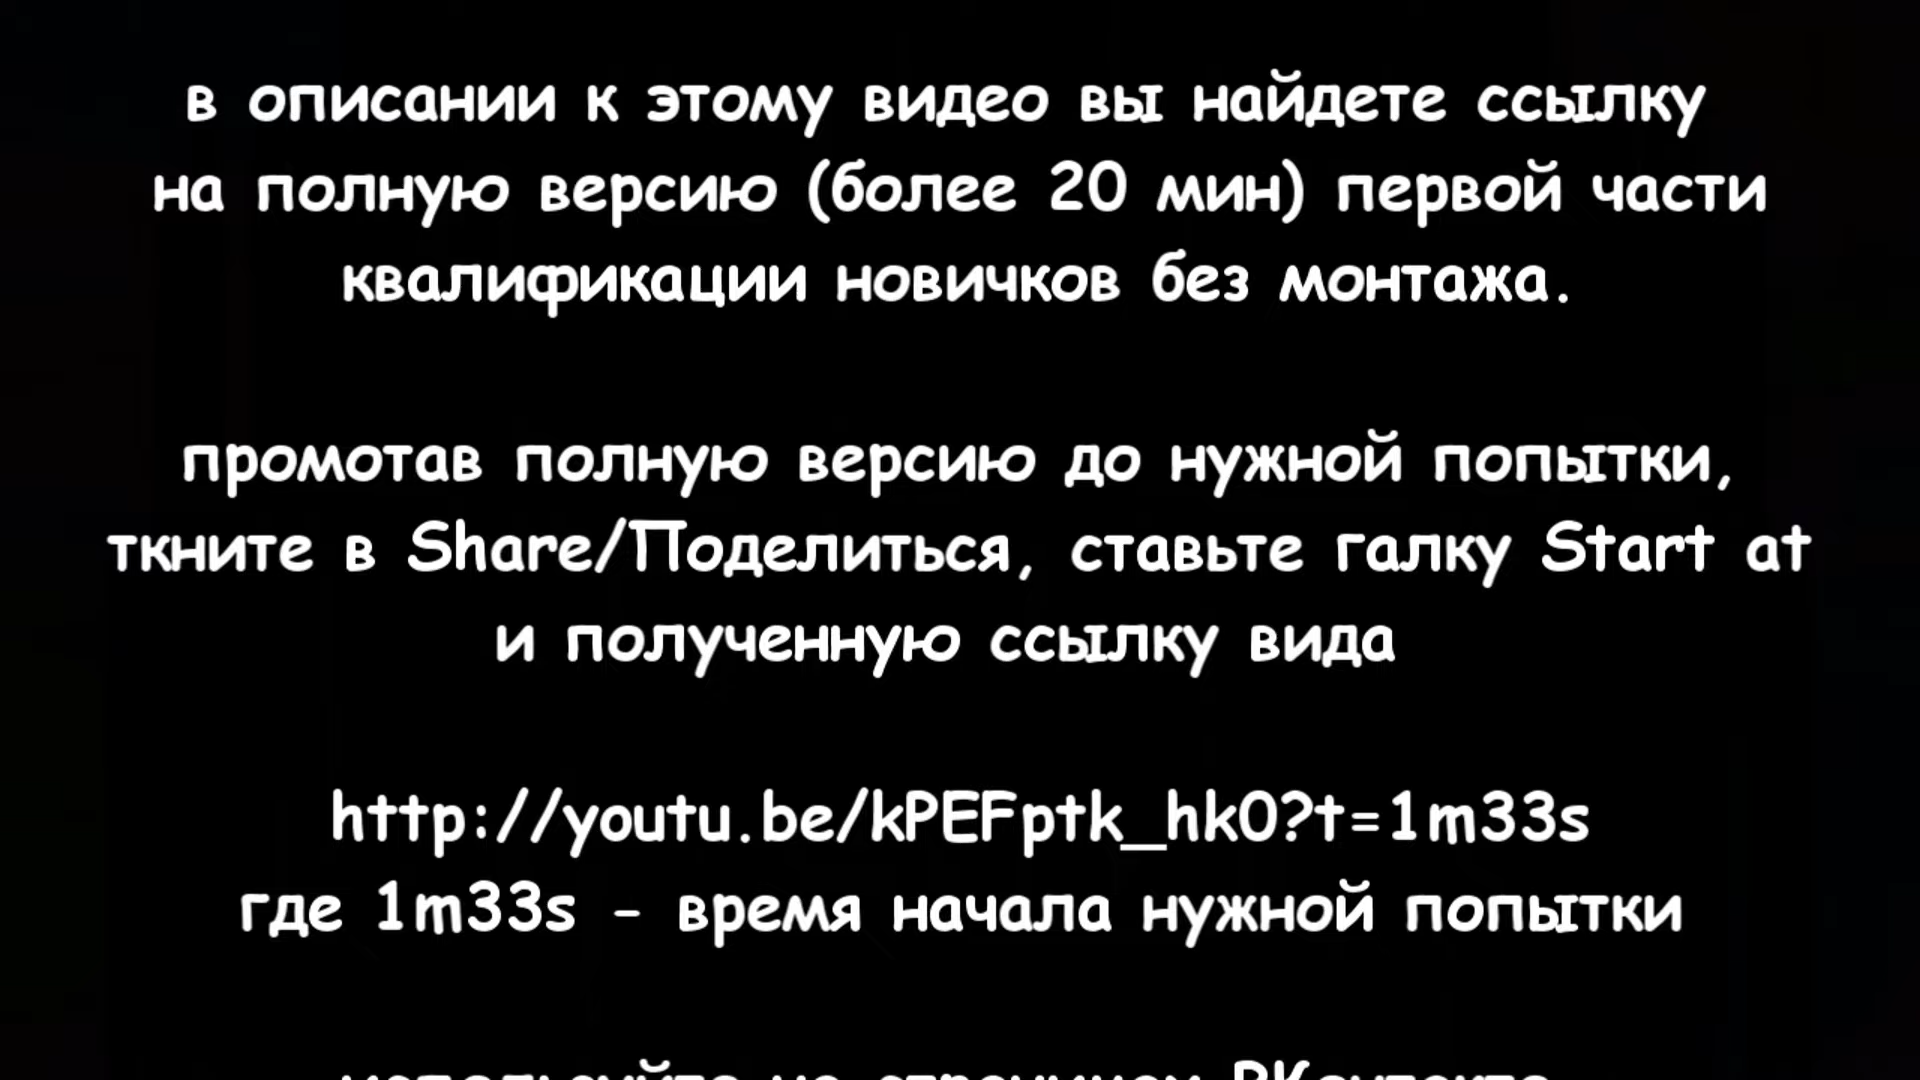 в описании к этому видео вы найдете ссылку
на полную версию (более 20 мин) первой части
квалификации новичков без монтажа.
промотав полную версию до нужной попытки,
ткните в Share/Поделиться, ставьте галку Start at
и полученную ссылку вида
http://youtu.be/kPEFptk_hk0?t=1m33s
где 1m33s - время начала нужной попытки